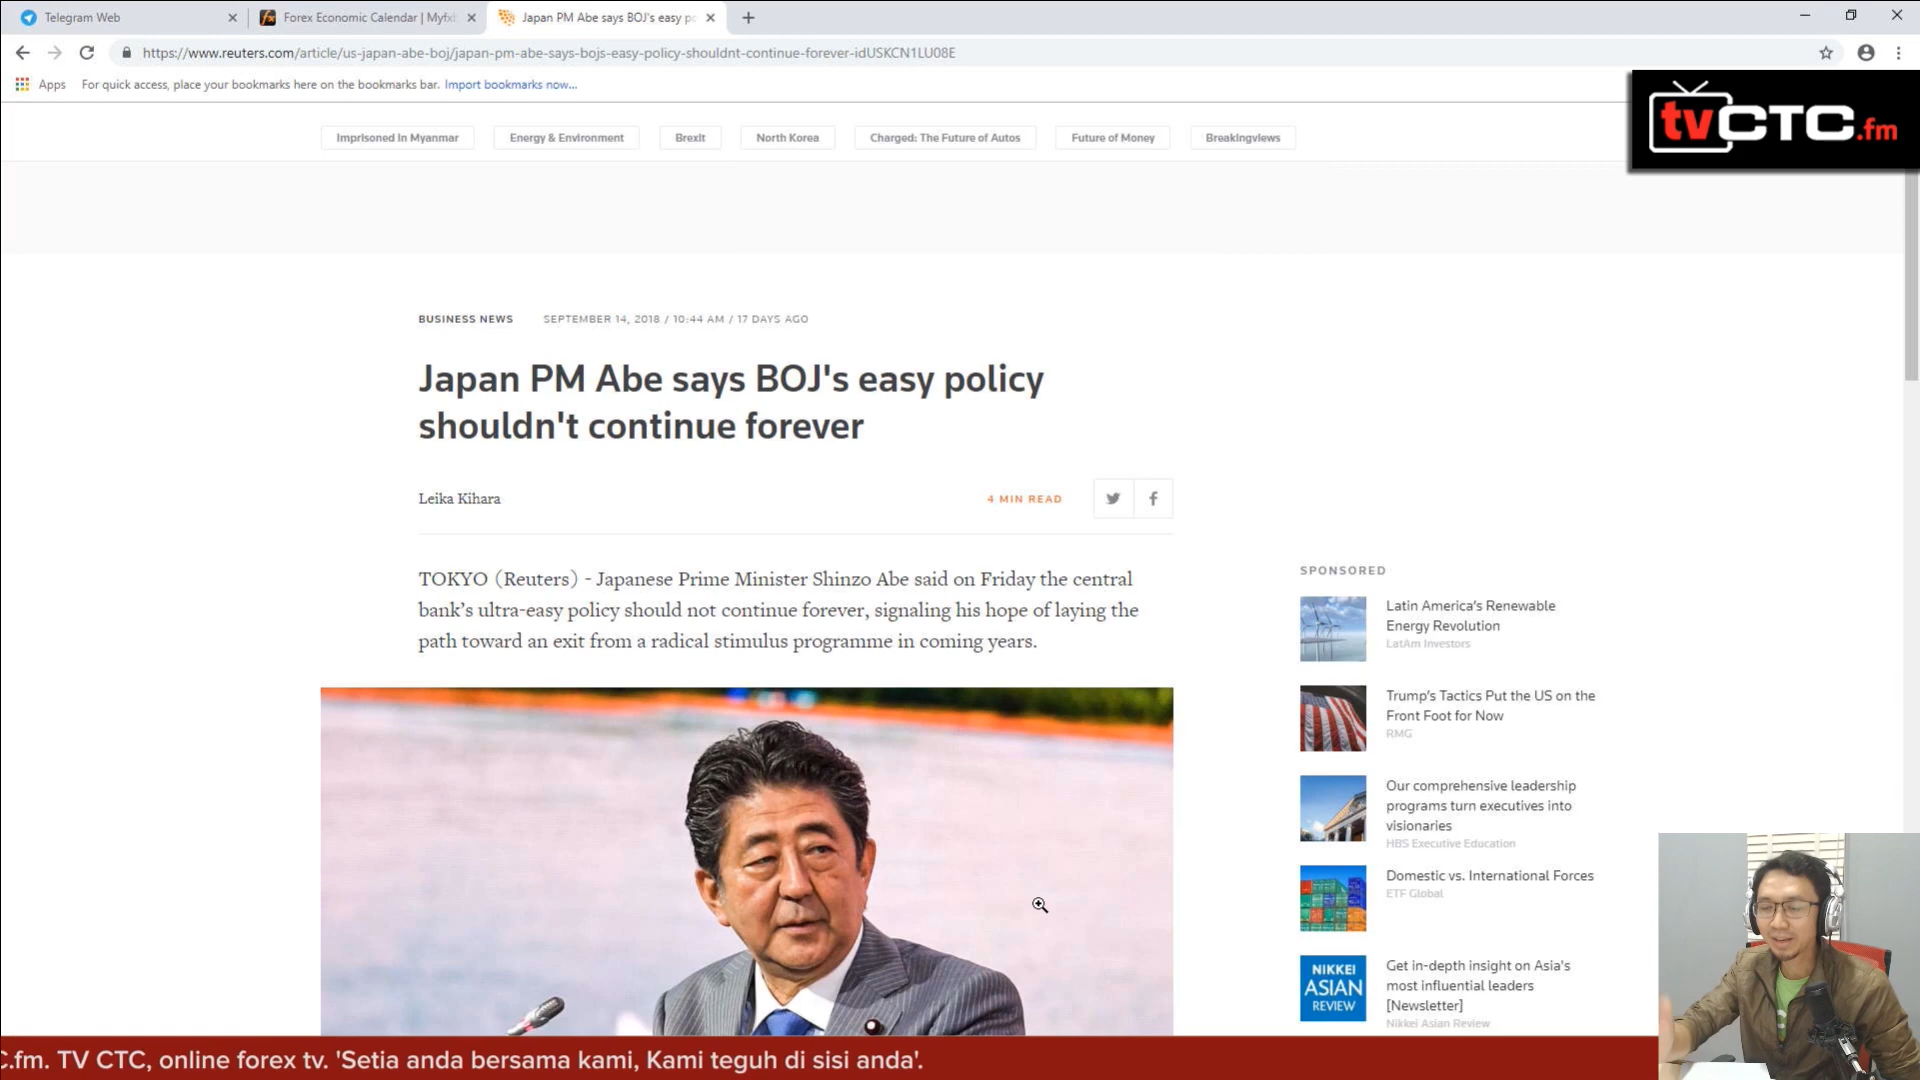 Telegram Web
Forex Economic Calendar | Myfxb
Japan PM Abe says BOJ's easy po
https://www.reuters.com/article/us-japan-abe-boj/japan-pm-abe-says-bojs-easy-policy-shouldnt-continue-forever-idUSKCN1LU08E
Apps
For quick access, place your bookmarks here on the bookmarks bar. Import bookmarks now...
tvCTC.fm
Imprisoned In Myanmar
Energy & Environment
Brexit
North Korea
Charged: The Future of Autos
Future of Money
Breakingviews
BUSINESS NEWS
SEPTEMBER 14, 2018 / 10:44 AM / 17 DAYS AGO
Japan PM Abe says BOJ's easy policy
shouldn't continue forever
Leika Kihara
4 MIN READ
TOKYO (Reuters) - Japanese Prime Minister Shinzo Abe said on Friday the central
bank’s ultra-easy policy should not continue forever, signaling his hope of laying the
path toward an exit from a radical stimulus programme in coming years.
SPONSORED
Latin America’s Renewable
Energy Revolution
LatAm Investors
Trump’s Tactics Put the US on the
Front Foot for Now
RMG
Our comprehensive leadership
programs turn executives into
visionaries
HBS Executive Education
Domestic vs. International Forces
ETF Global
NIKKEI
ASIAN
REVIEW
Get in-depth insight on Asia's
most influential leaders
[Newsletter]
Nikkei Asian Review
C.fm. TV CTC, online forex tv. 'Setia anda bersama kami, Kami teguh di sisi anda'.